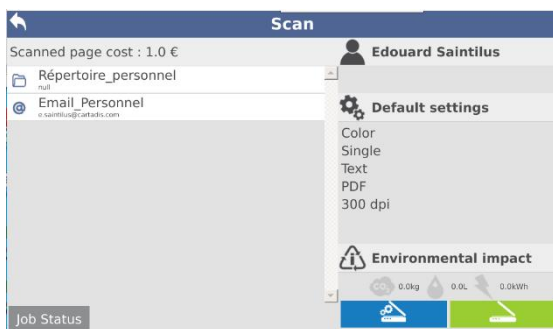 Scan
Scanned page cost : 1.0 €
Répertoire_personnel
null
@ Email_Personnel
e.saintilus@cartadis.com
Job Status
Edouard Saintilus
Default settings
Color
Single
Text
PDF
300 dpi
Environmental impact
CO₂ 0.0kg 0.0L 0.0kWh